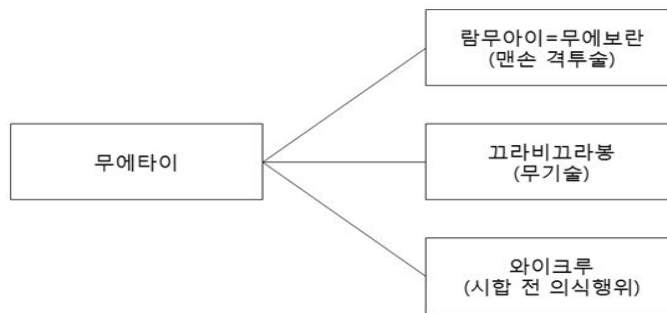 람무아이=무에보란
(맨손 격투술)
무에타이
끄라비끄라봉
(무기술)
와이크루
(시합 전 의식행위)